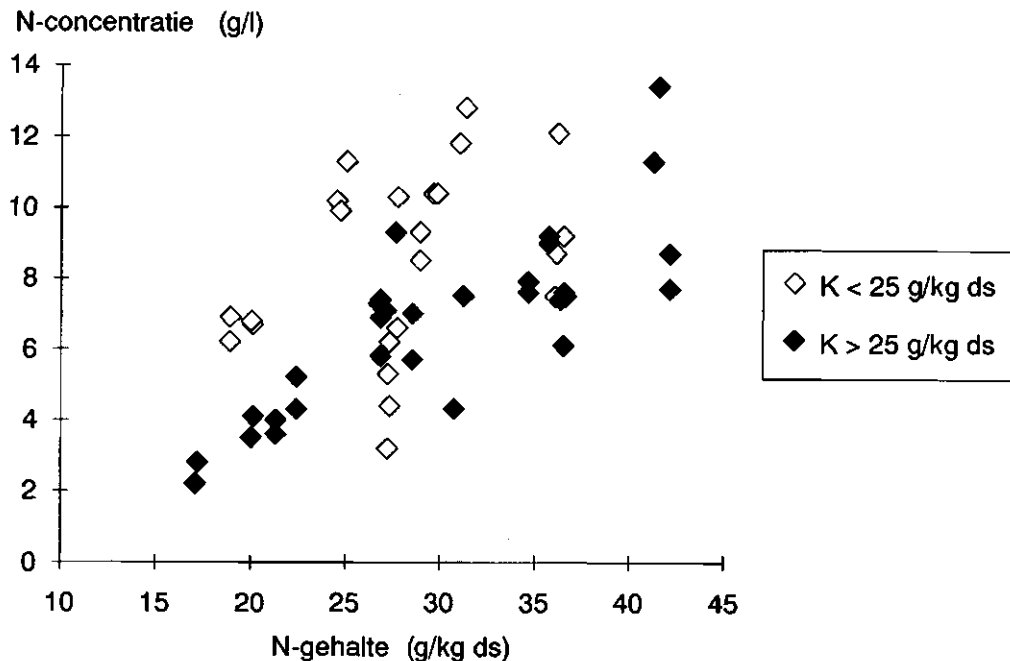 N-concentratie (g/l)
14
12
10
8
6
4
2
0
10 15 20 25 30 35 40 45
N-gehalte (g/kg ds)
K < 25 g/kg ds
K > 25 g/kg ds